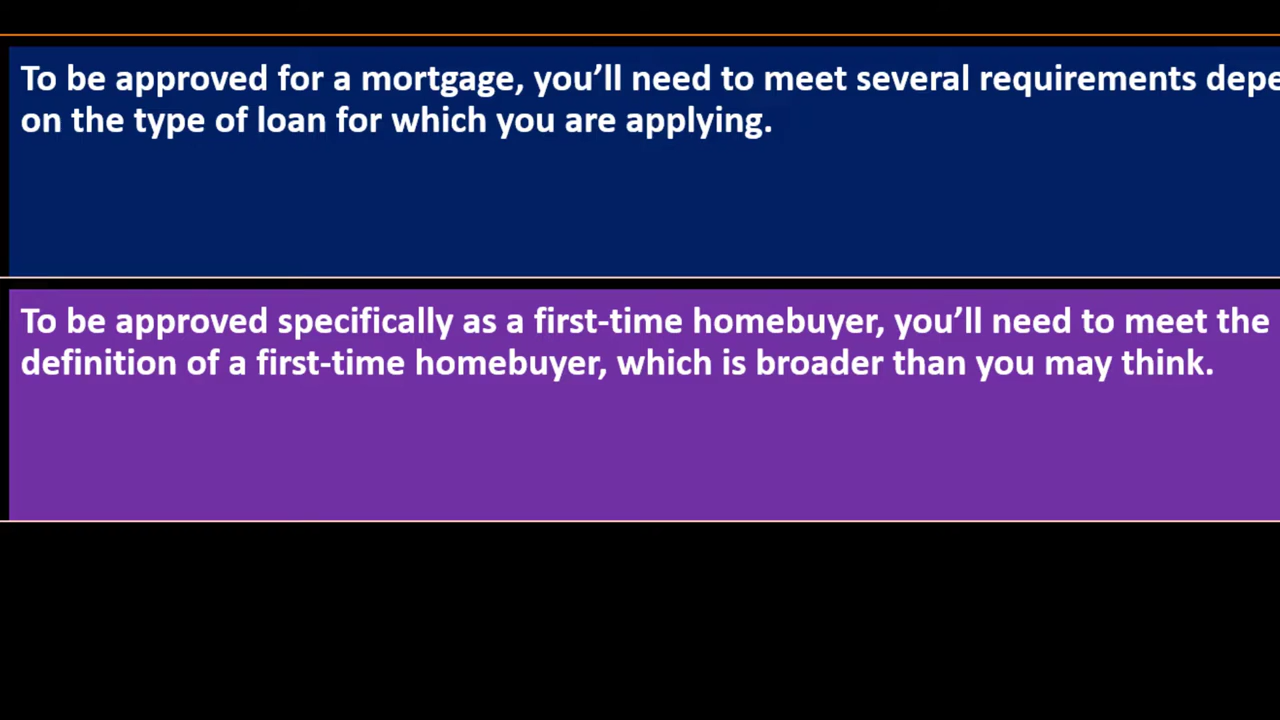 To be approved for a mortgage, you’ll need to meet several requirements depe
on the type of loan for which you are applying.
To be approved specifically as a first-time homebuyer, you’ll need to meet the
definition of a first-time homebuyer, which is broader than you may think.